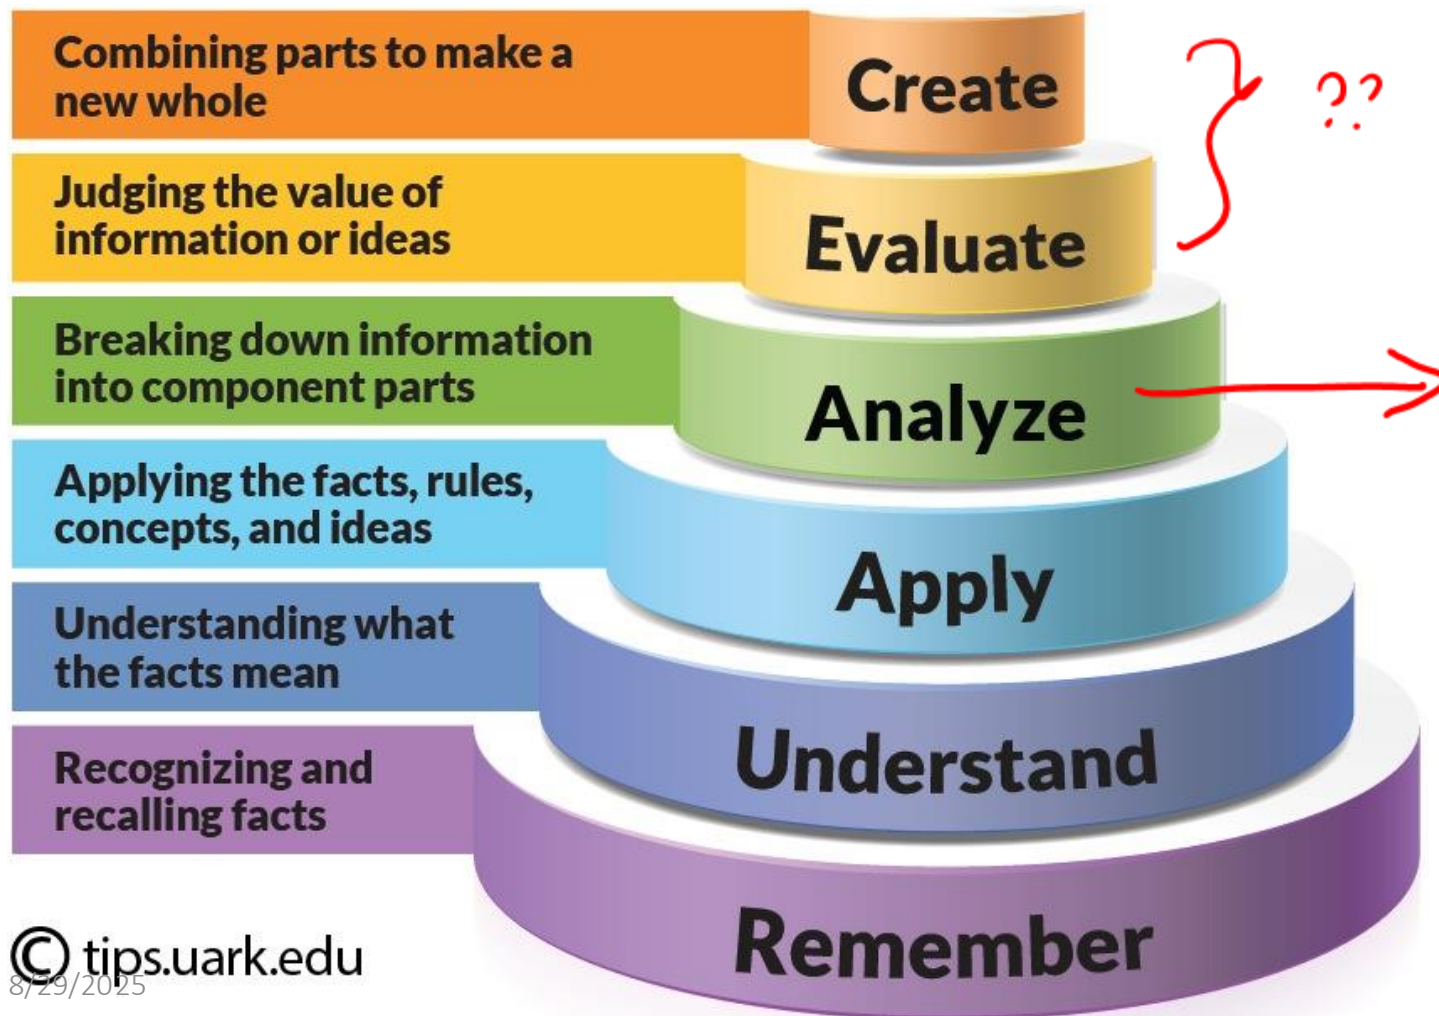 Combining parts to make a
new whole
Create
??
Judging the value of
information or ideas
Evaluate
Breaking down information
into component parts
Analyze
Applying the facts, rules,
concepts, and ideas
Apply
Understanding what
the facts mean
Understand
Recognizing and
recalling facts
Remember
© tips.uark.edu
8/29/2025